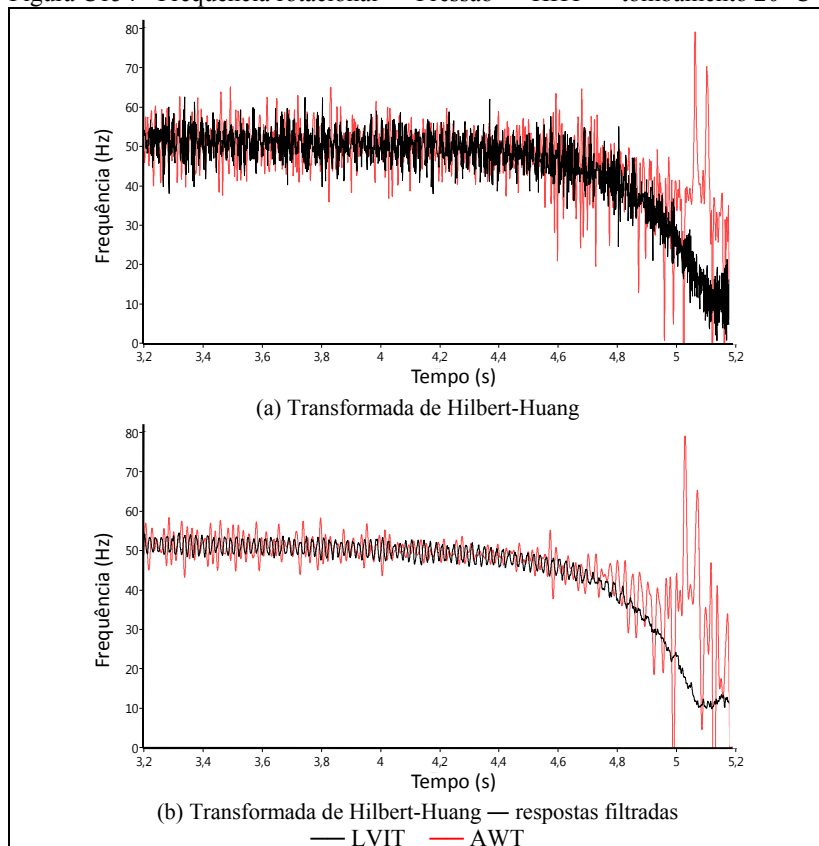 80
70
60
50
40
30
20
10
0
Frequência (Hz)
3,2 3,4 3,6 3,8 4 4,2 4,4 4,6 4,8 5 5,2
Tempo (s)
(a) Transformada de Hilbert-Huang
80
70
60
50
40
30
20
10
0
Frequência (Hz)
3,2 3,4 3,6 3,8 4 4,2 4,4 4,6 4,8 5 5,2
Tempo (s)
(b) Transformada de Hilbert-Huang — respostas filtradas
LVIT AWT